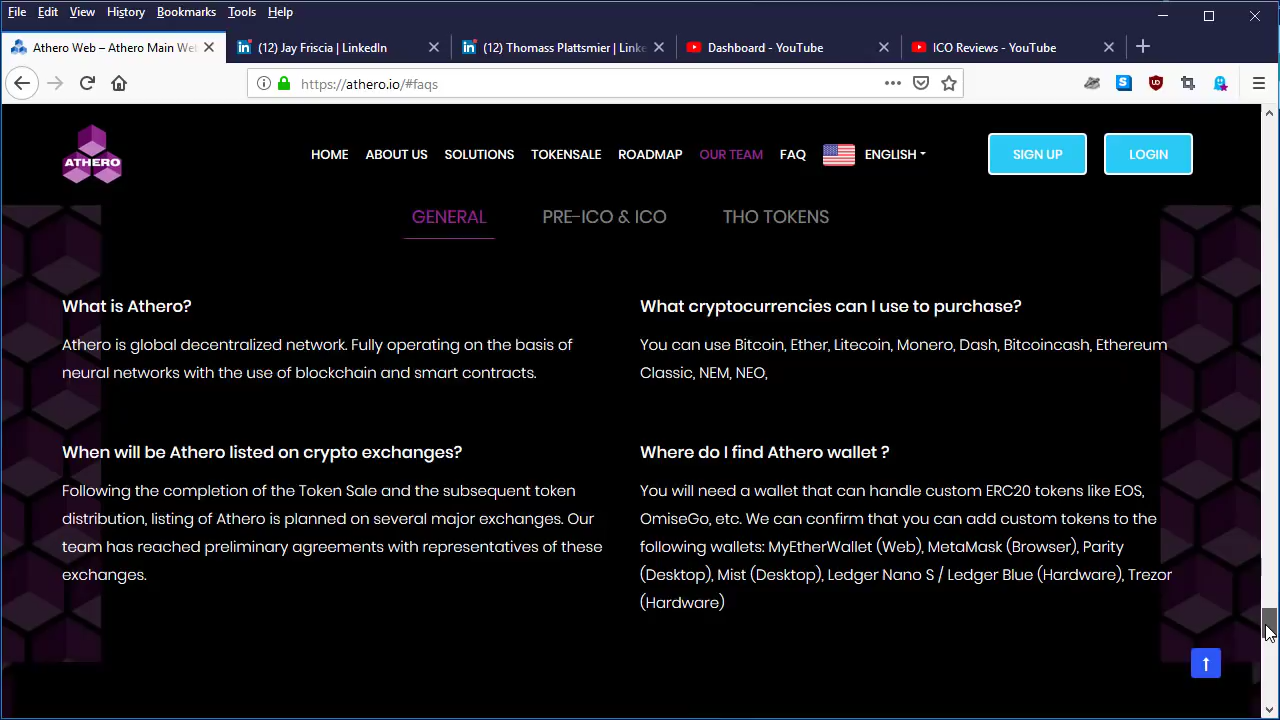 File Edit View History Bookmarks Tools Help
Athero Web – Athero Main We
(12) Jay Friscia | LinkedIn
(12) Thomass Plattsmier | Linke
Dashboard - YouTube
ICO Reviews - YouTube
https://athero.io/#faqs
ATHERO
HOME ABOUT US SOLUTIONS TOKENSALE ROADMAP OUR TEAM FAQ ENGLISH
SIGN UP LOGIN
GENERAL PRE-ICO & ICO THO TOKENS
What is Athero?
Athero is global decentralized network. Fully operating on the basis of
neural networks with the use of blockchain and smart contracts.
What cryptocurrencies can I use to purchase?
You can use Bitcoin, Ether, Litecoin, Monero, Dash, Bitcoincash, Ethereum
Classic, NEM, NEO,
When will be Athero listed on crypto exchanges?
Following the completion of the Token Sale and the subsequent token
distribution, listing of Athero is planned on several major exchanges. Our
team has reached preliminary agreements with representatives of these
exchanges.
Where do I find Athero wallet ?
You will need a wallet that can handle custom ERC20 tokens like EOS,
OmiseGo, etc. We can confirm that you can add custom tokens to the
following wallets: MyEtherWallet (Web), MetaMask (Browser), Parity
(Desktop), Mist (Desktop), Ledger Nano S / Ledger Blue (Hardware), Trezor
(Hardware)